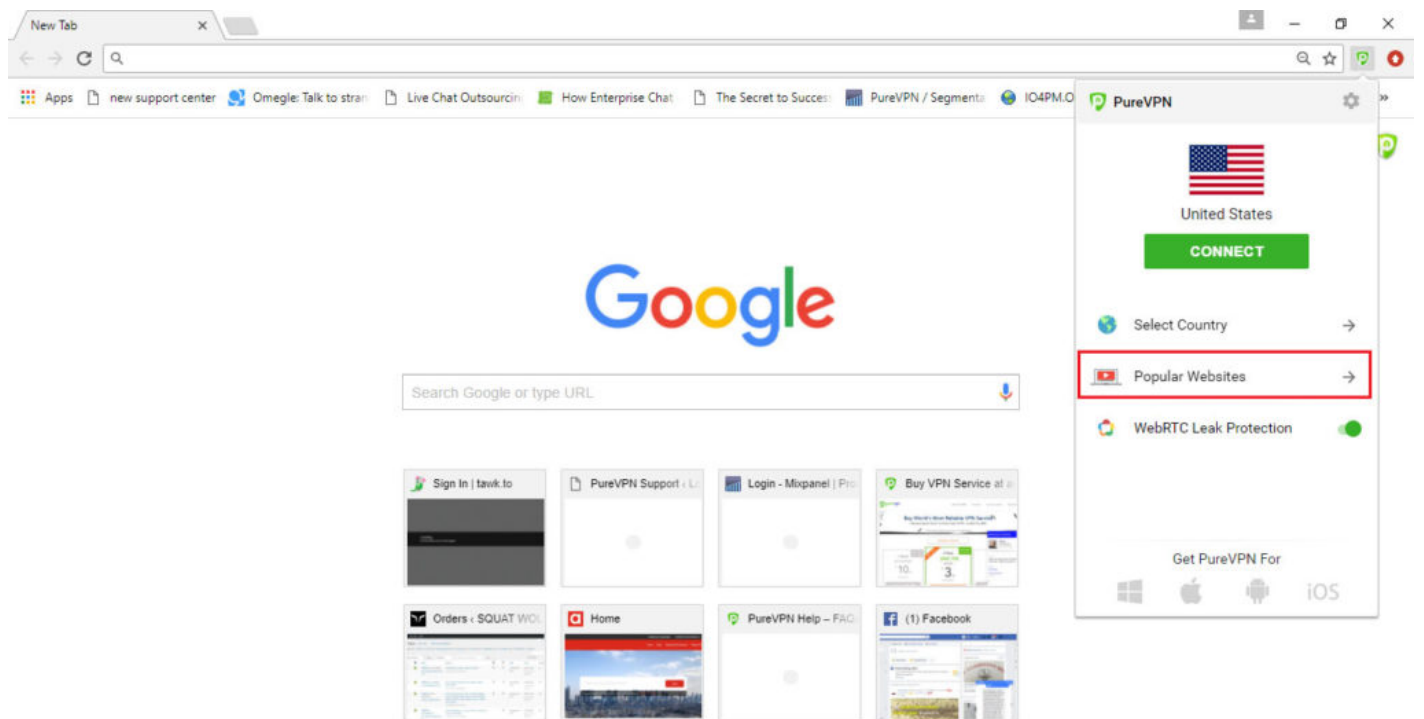 New Tab
Apps new support center Omegle: Talk to stran Live Chat Outsourcin How Enterprise Chat The Secret to Succes PureVPN / Segmenta IO4PM.O »
PureVPN
United States
CONNECT
Google
Select Country
Search Google or type URL
Popular Websites
WebRTC Leak Protection
Sign In | tawk.to PureVPN Support ‹ Lo Login - Mixpanel | Pro Buy VPN Service at a
Get PureVPN For
iOS
Orders ‹ SQUAT WOL Home PureVPN Help – FAQ (1) Facebook